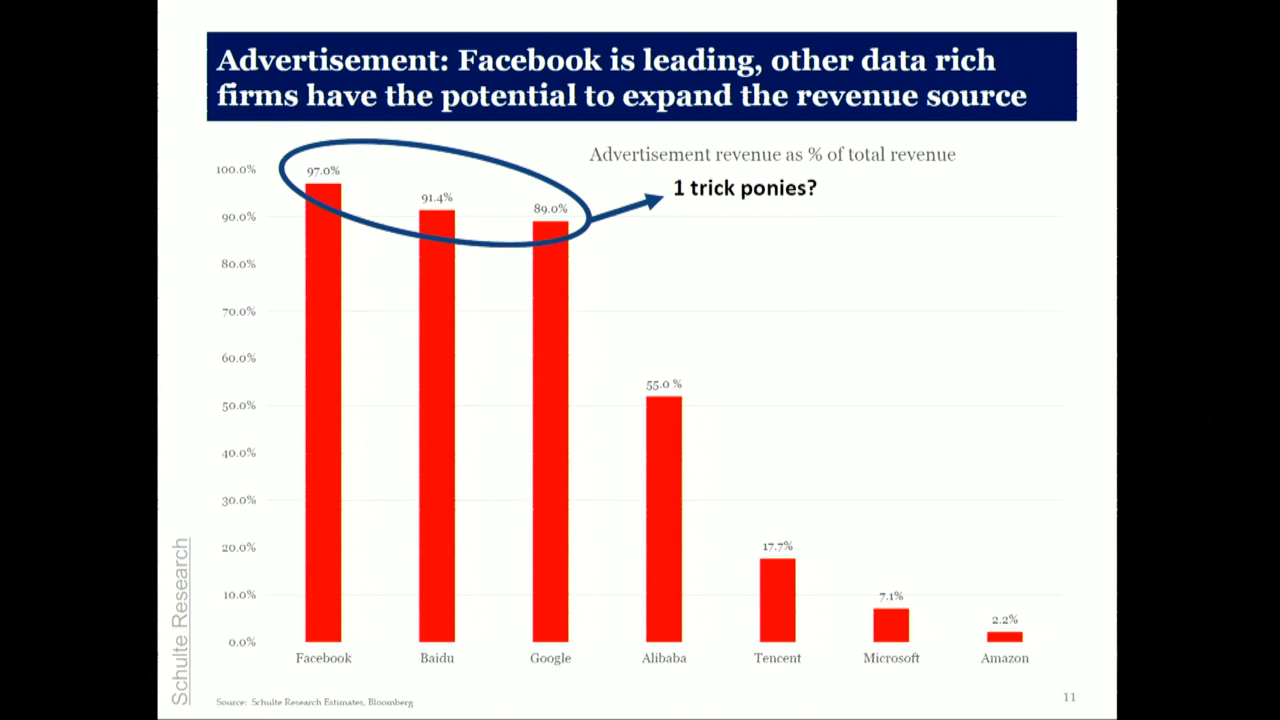 Advertisement: Facebook is leading, other data rich
firms have the potential to expand the revenue source
Advertisement revenue as % of total revenue
1 trick ponies?
100.0%
90.0%
80.0%
70.0%
60.0%
50.0%
40.0%
30.0%
20.0%
10.0%
0.0%
97.0%
91.4%
89.0%
55.0 %
17.7%
7.1%
2.2%
Facebook
Baidu
Google
Alibaba
Tencent
Microsoft
Amazon
Schulte Research
Source: Schulte Research Estimates, Bloomberg
11